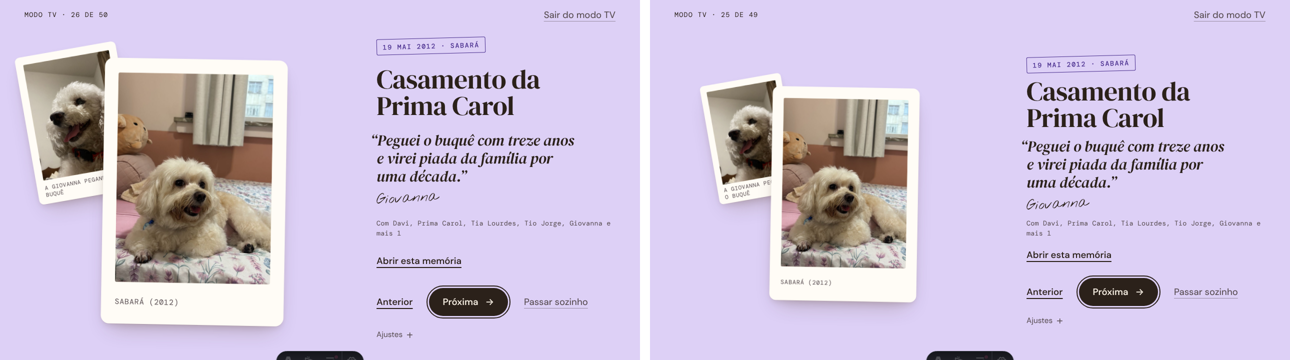 MODO TV · 26 DE 50
Sair do modo TV
19 MAI 2012 · SABARÁ
Casamento da
Prima Carol
“Peguei o buquê com treze anos
e virei piada da família por
uma década.”
Giovanna
Com Davi, Prima Carol, Tia Lourdes, Tio Jorge, Giovanna e
mais 1
Abrir esta memória
Anterior
Próxima →
Passar sozinho
Ajustes +
A GIOVANNA PEGAN
BUQUÊ
SABARÁ (2012)
MODO TV · 25 DE 49
Sair do modo TV
19 MAI 2012 · SABARÁ
Casamento da
Prima Carol
“Peguei o buquê com treze anos
e virei piada da família por
uma década.”
Giovanna
Com Davi, Prima Carol, Tia Lourdes, Tio Jorge, Giovanna e
mais 1
Abrir esta memória
Anterior
Próxima →
Passar sozinho
Ajustes +
A GIOVANNA PE
O BUQUÊ
SABARÁ (2012)